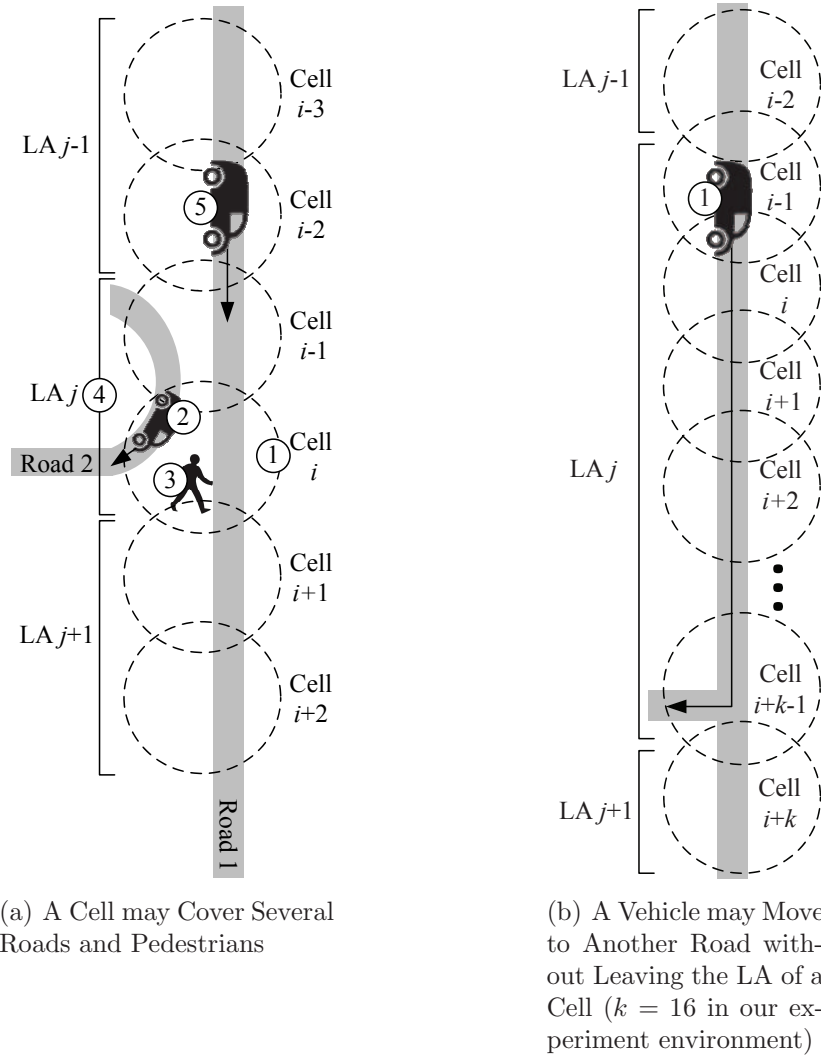 Cell
i-3
LA j-1
5
Cell
i-2
Cell
i-1
LA j
4
2
Road 2
3
1
Cell
i
Cell
i+1
LA j+1
Cell
i+2
Road 1
(a) A Cell may Cover Several
Roads and Pedestrians
LA j-1
Cell
i-2
1
Cell
i-1
Cell
i
Cell
i+1
LA j
Cell
i+2
Cell
i+k-1
LA j+1
Cell
i+k
(b) A Vehicle may Move
to Another Road with-
out Leaving the LA of a
Cell (k = 16 in our ex-
periment environment)